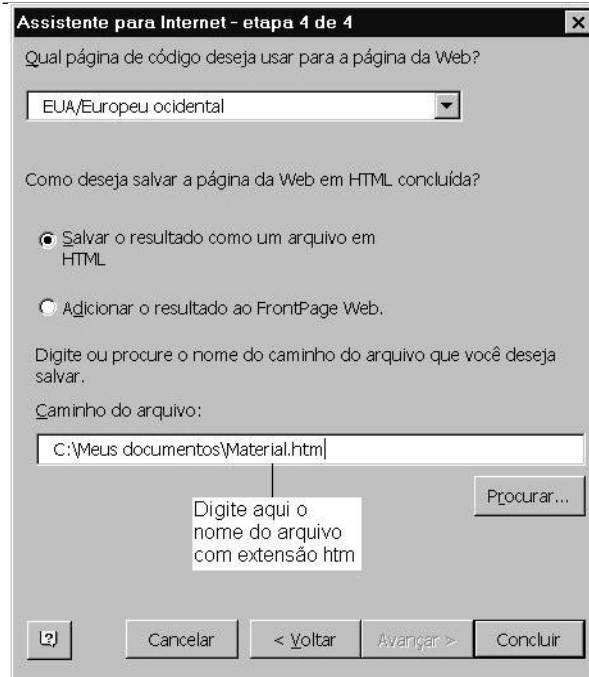 Assistente para Internet - etapa 4 de 4
Qual página de código deseja usar para a página da Web?
EUA/Europeu ocidental
Como deseja salvar a página da Web em HTML concluída?
Salvar o resultado como um arquivo em
HTML
Adicionar o resultado ao FrontPage Web.
Digite ou procure o nome do caminho do arquivo que você deseja
salvar.
Caminho do arquivo:
C:\Meus documentos\Material.htm
Procurar...
Digite aqui o
nome do arquivo
com extensão htm
Cancelar
< Voltar
Avançar >
Concluir